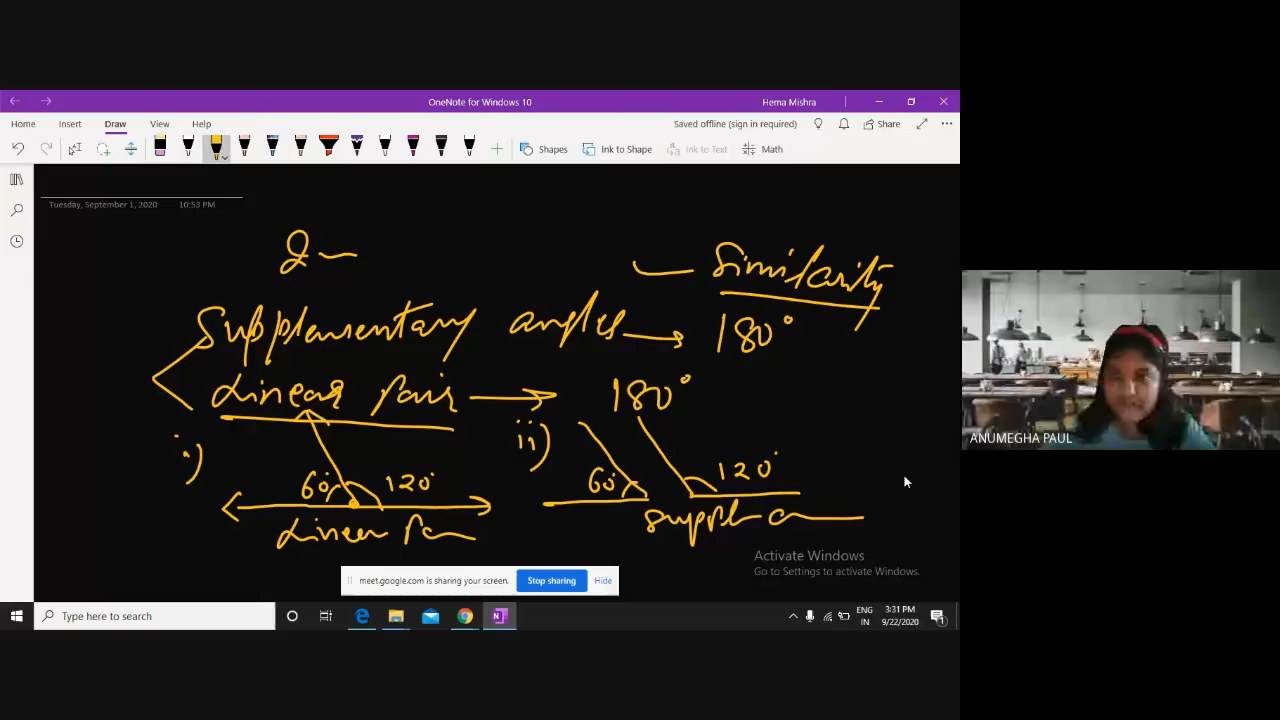 OneNote for Windows 10
Hema Mishra
Home Insert Draw View Help
Saved offline (sign in required)
Share
Shapes Ink to Shape Ink to Text Math
Tuesday, September 1, 2020 10:53 PM
Similarity
Supplementary angles → 180°
Linear Pair → 180°
i) ii)
60° 120° 60° 120°
Linear Pa
suppl a
ANUMEGHA PAUL
Activate Windows
Go to Settings to activate Windows.
meet.google.com is sharing your screen. Stop sharing Hide
Type here to search
ENG
IN
3:31 PM
9/22/2020
1